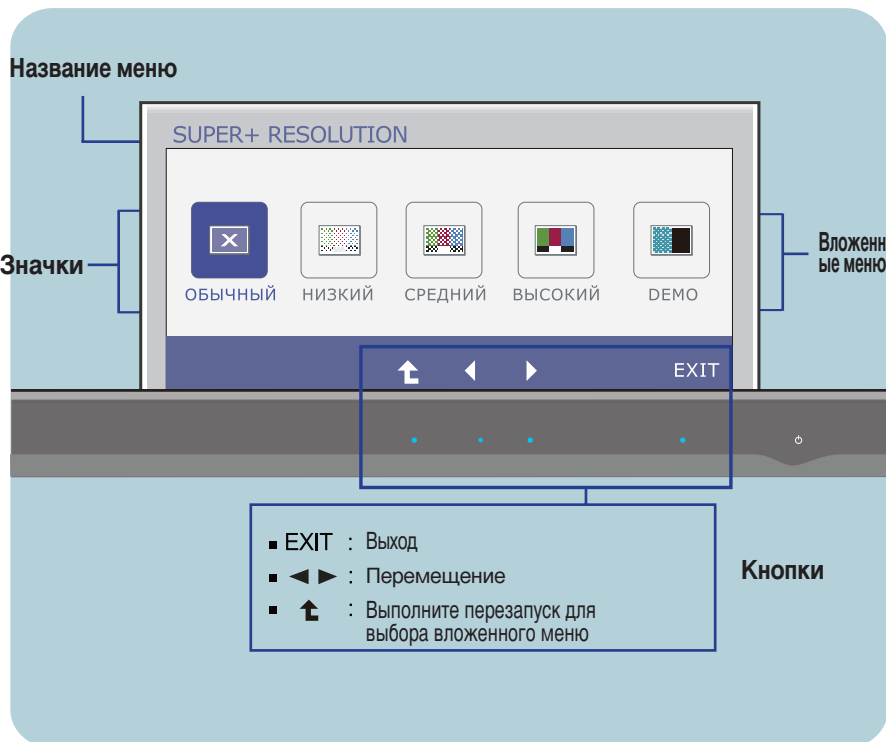 Название меню
SUPER+ RESOLUTION
Значки
ОБЫЧНЫЙ НИЗКИЙ СРЕДНИЙ ВЫСОКИЙ DEMO
Вложенн
ые меню
EXIT
EXIT : Выход
◄ ► : Перемещение
: Выполните перезапуск для
выбора вложенного меню
Кнопки